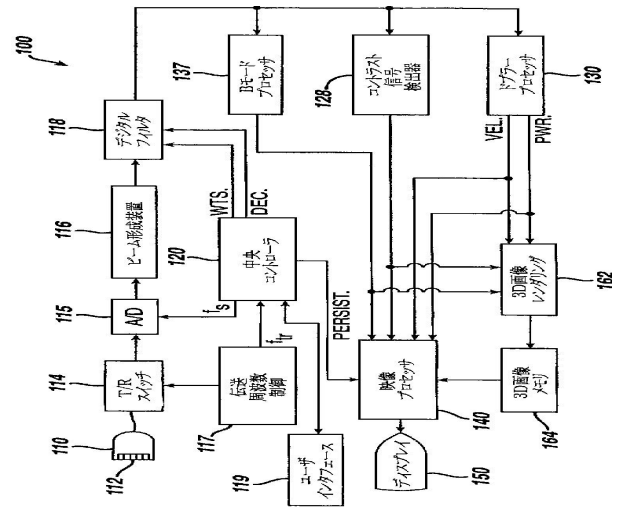 100
110
112
T/R
スイッチ
114
A/D
115
ビーム形成装置
116
デジタル
フィルタ
118
伝送
周波数
制御
117
fs
ftr
中央
コントローラ
120
WTS.
DEC.
PERSIST.
ユーザ
インタフェース
119
Bモード
プロセッサ
137
コントラスト
信号
検出器
128
ドプラー
プロセッサ
130
VEL.
PWR.
映像
プロセッサ
140
ディスプレイ
150
3D画像
レンダリング
162
3D画像
メモリ
164